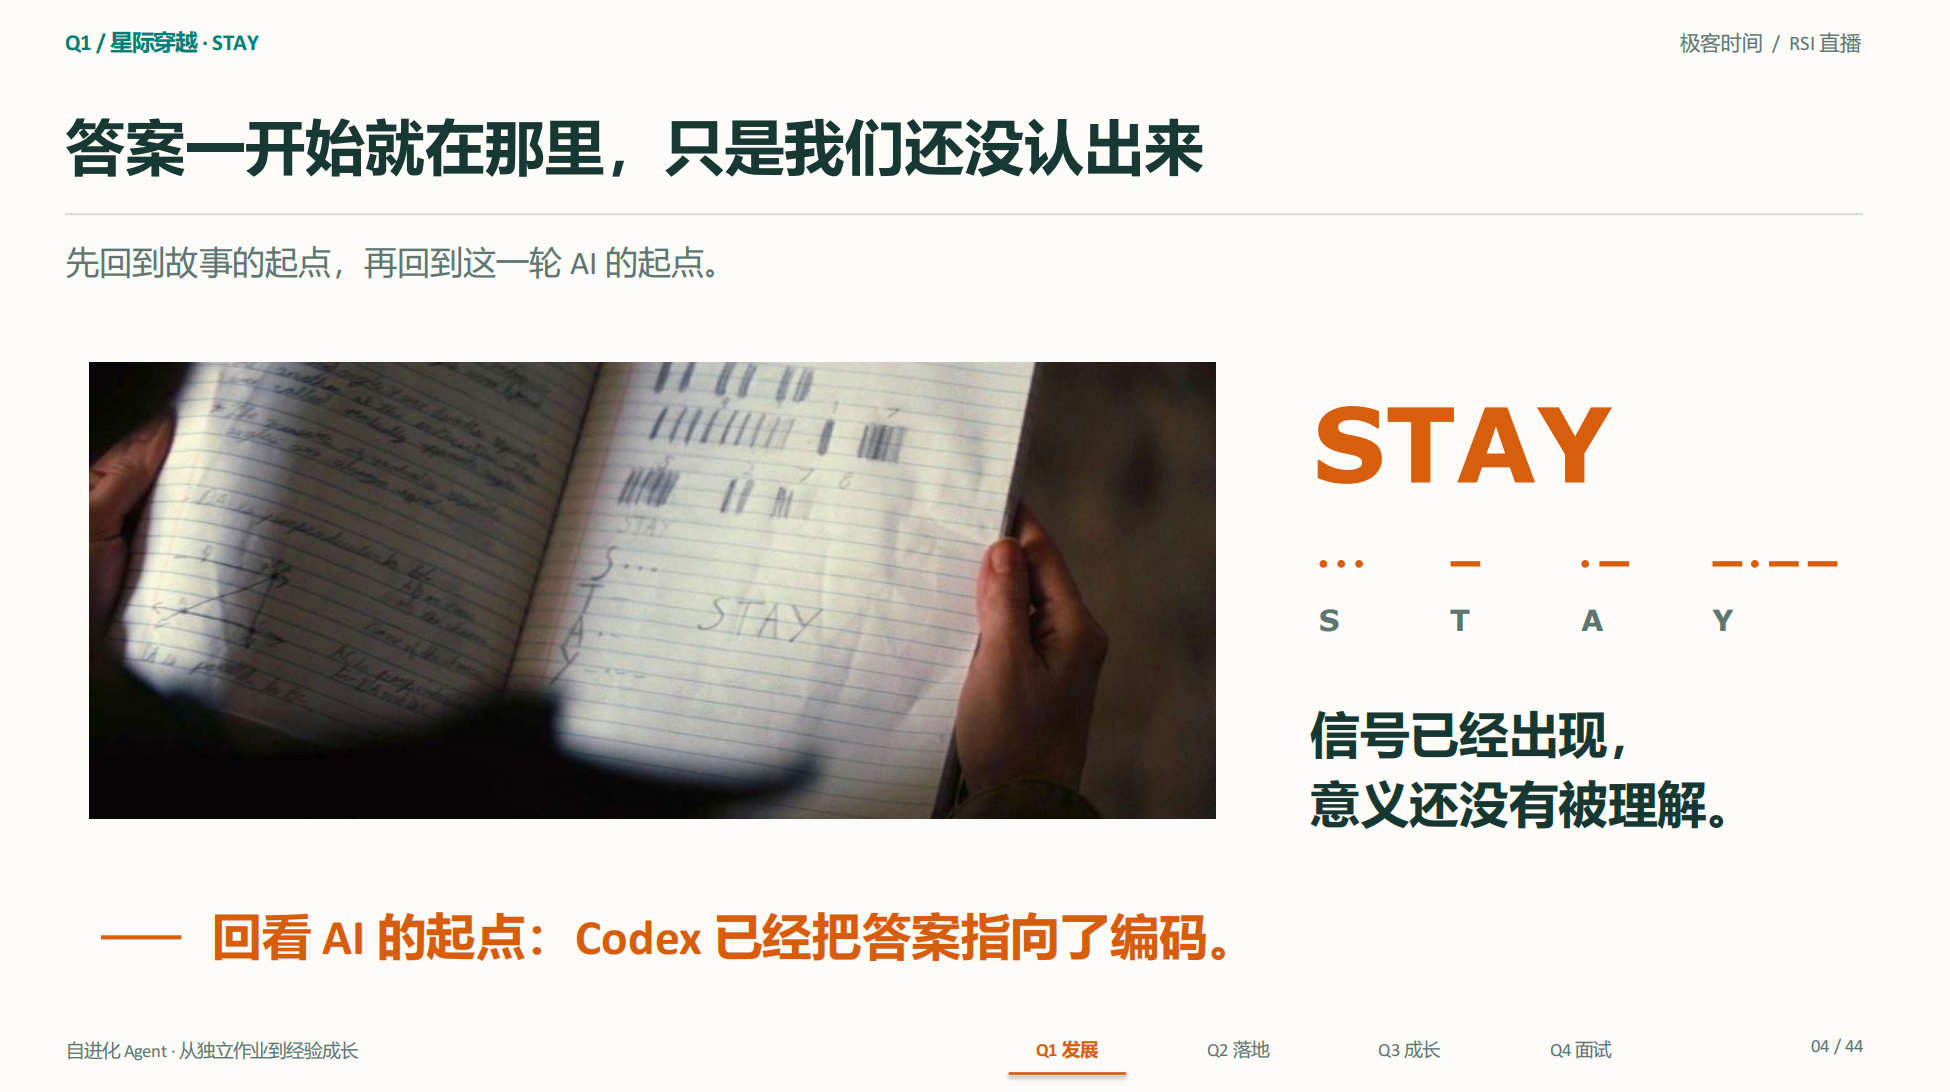 Q1 / 星际穿越 · STAY
极客时间 / RSI 直播
答案一开始就在那里，只是我们还没认出来
先回到故事的起点，再回到这一轮 AI 的起点。
5 2 7 8
STAY
S ···
T —
A ··
Y
STAY
STAY
··· — ·— —·——
S T A Y
信号已经出现，
意义还没有被理解。
—— 回看 AI 的起点：Codex 已经把答案指向了编码。
自进化 Agent · 从独立作业到经验成长
Q1 发展 Q2 落地 Q3 成长 Q4 面试
04 / 44